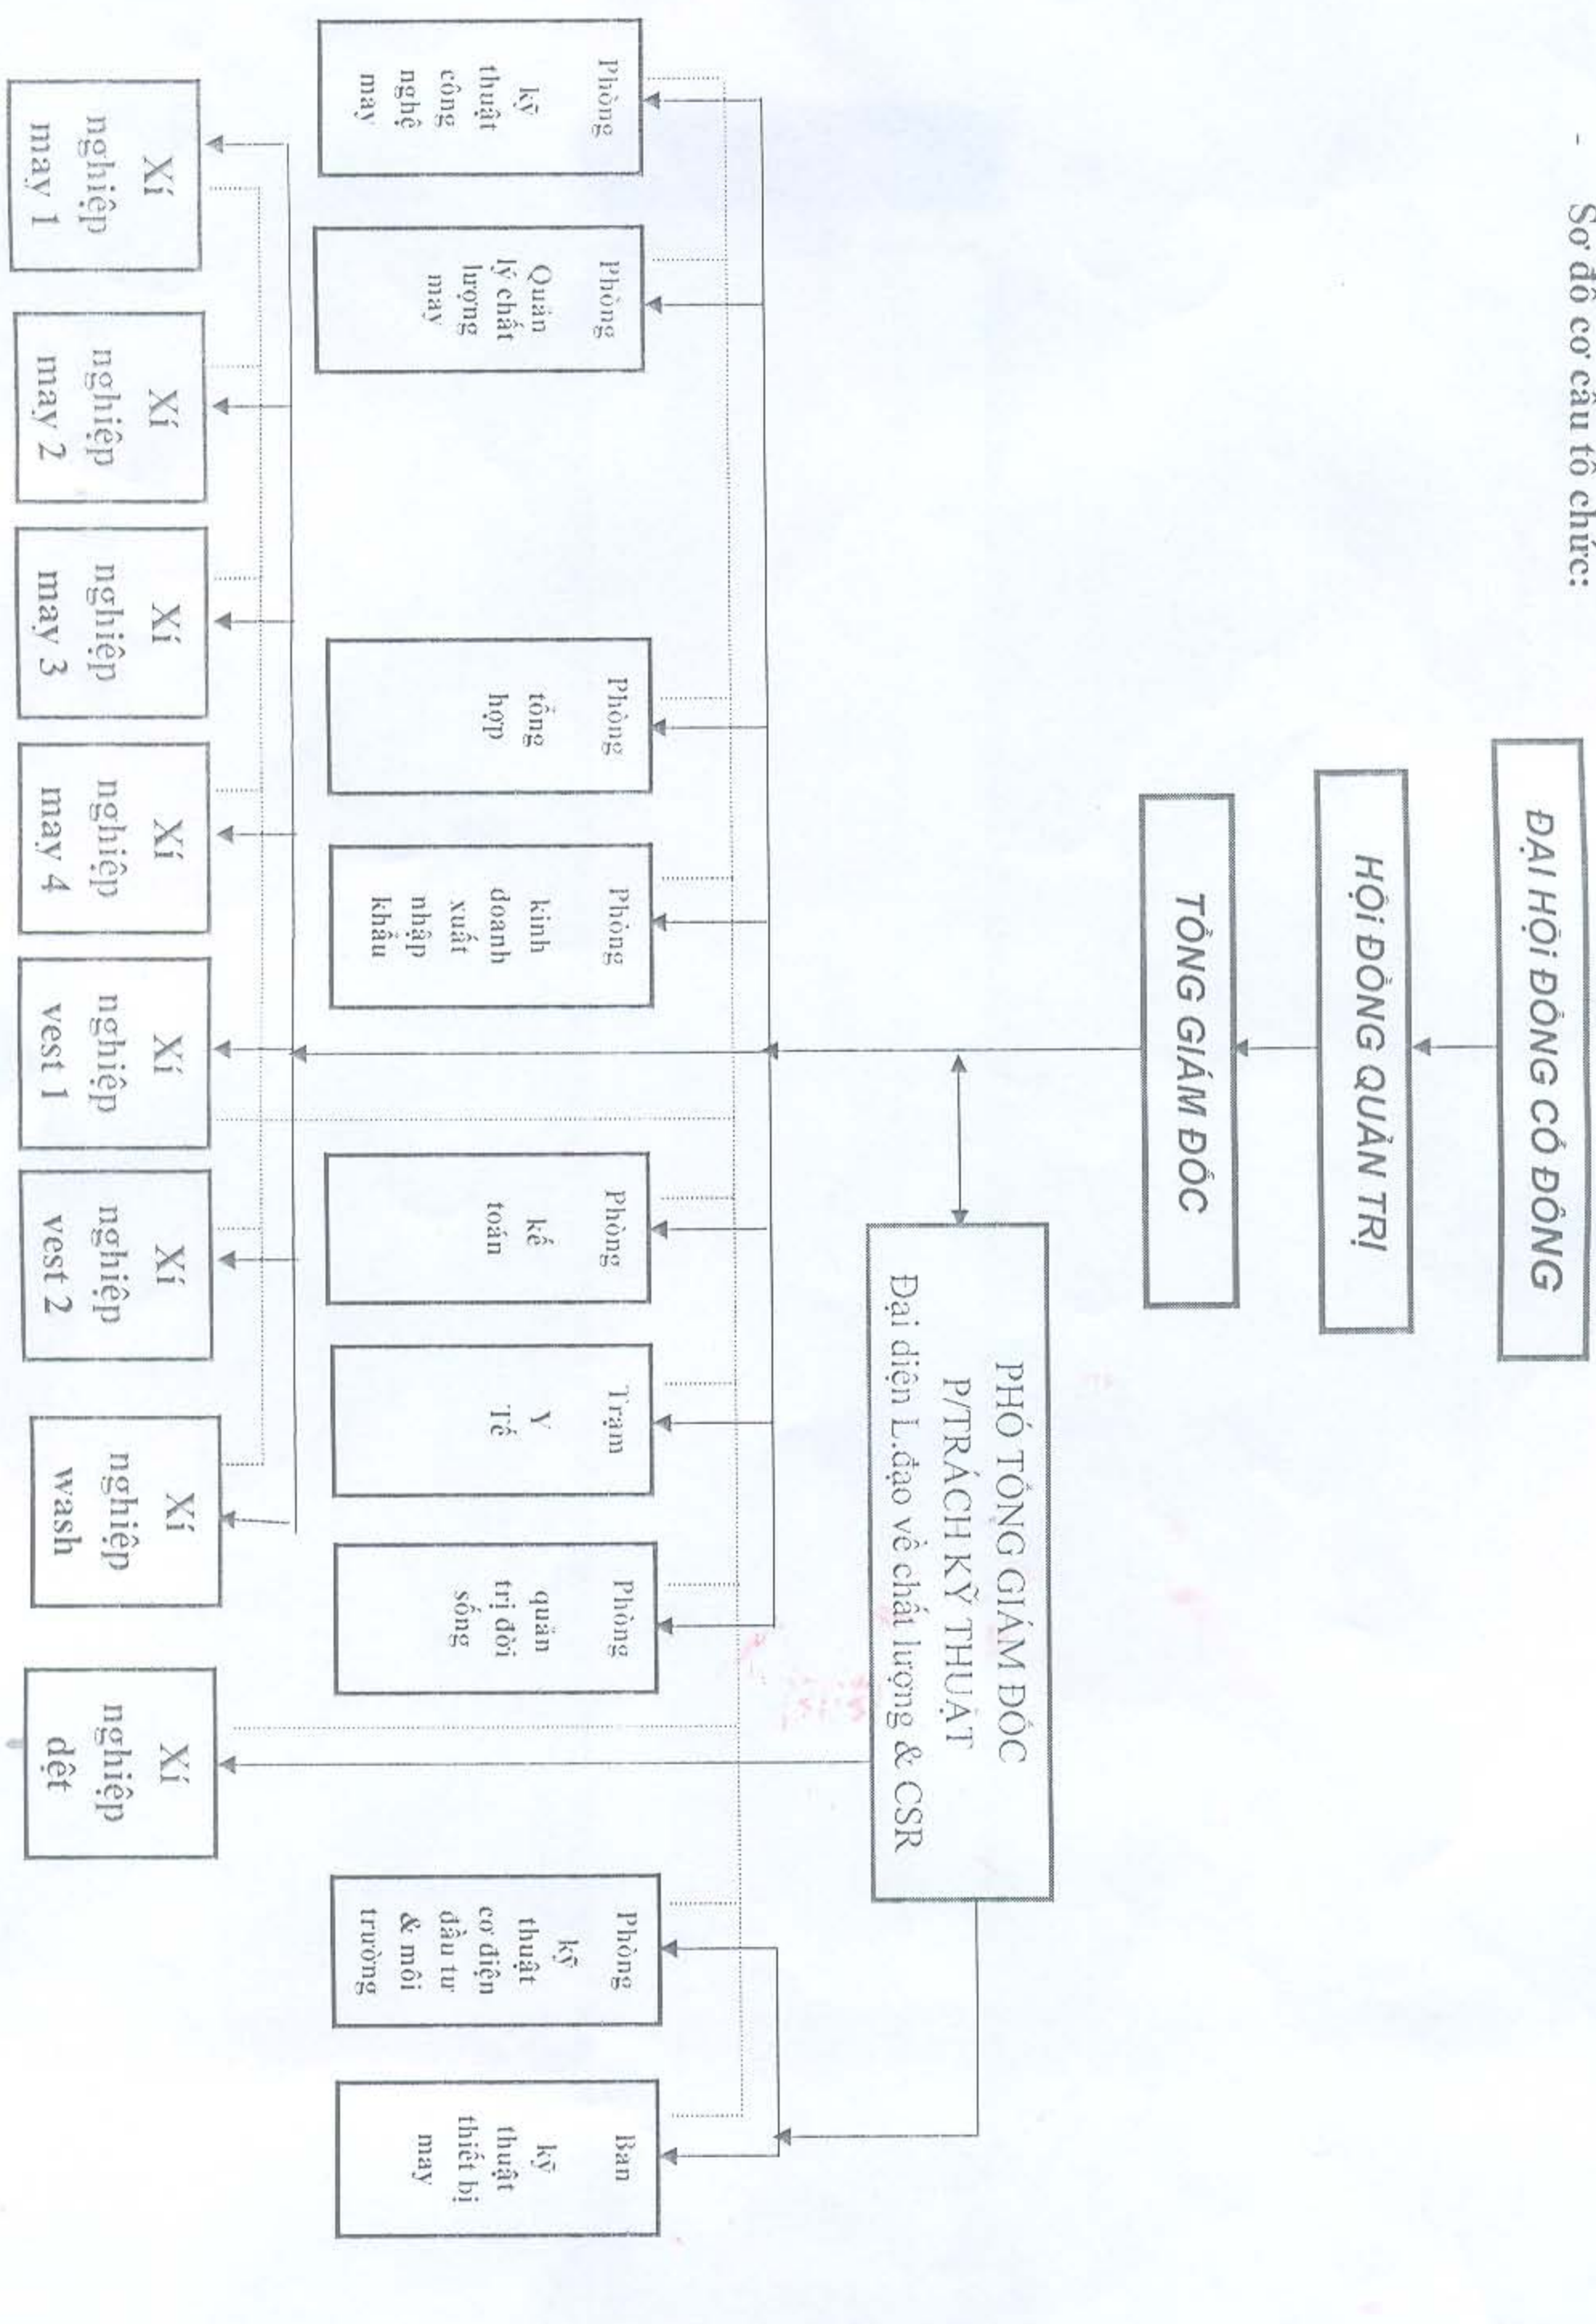 - Sơ đồ cơ cấu tổ chức:
ĐẠI HỘI ĐỒNG CỔ ĐÔNG
HỘI ĐỒNG QUẢN TRỊ
TỔNG GIÁM ĐỐC
PHÓ TỔNG GIÁM ĐỐC
P/TRÁCH KỸ THUẬT
Đại diện L.đạo về chất lượng & CSR
Phòng
kỹ
thuật
công
nghệ
may
Phòng
Quản
lý chất
lượng
may
Phòng
tổng
hợp
Phòng
kinh
doanh
xuất
nhập
khẩu
Phòng
kế
toán
Trạm
Y
Tế
Phòng
quản
trị đời
sống
Phòng
kỹ
thuật
cơ điện
đầu tư
& môi
trường
Ban
kỹ
thuật
thiết bị
may
Xí
nghiệp
may 1
Xí
nghiệp
may 2
Xí
nghiệp
may 3
Xí
nghiệp
may 4
Xí
nghiệp
vest 1
Xí
nghiệp
vest 2
Xí
nghiệp
wash
Xí
nghiệp
dệt